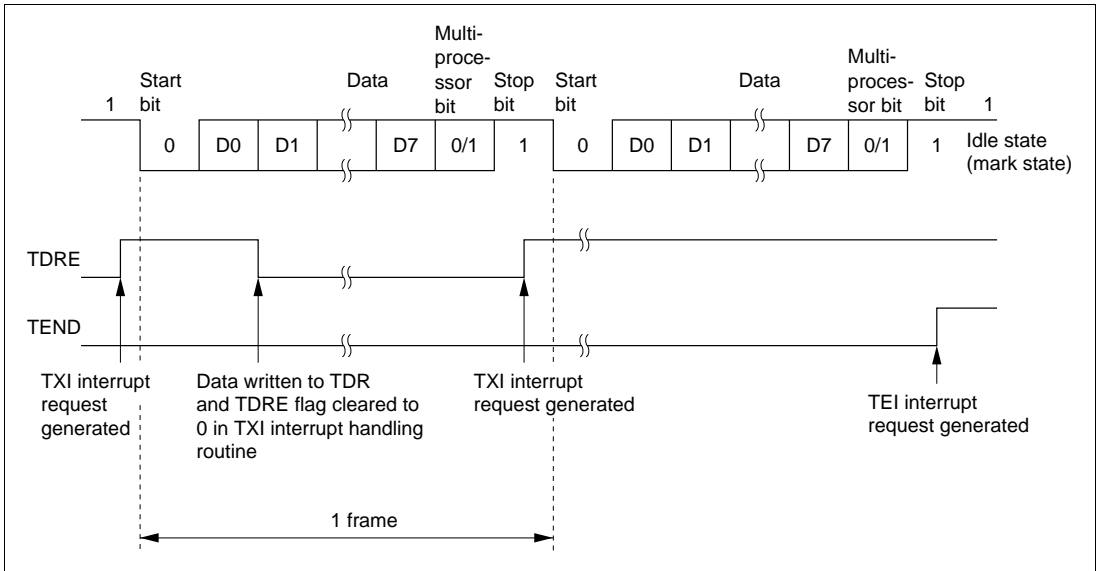 Multi-
proce-
ssor
bit
Start
bit
Data
Stop
bit
Start
bit
Data
Multi-
proces-
sor bit
Stop
bit
1
1
0 D0 D1 D7 0/1 1 0 D0 D1 D7 0/1 1
Idle state
(mark state)
TDRE
TEND
TXI interrupt
request
generated
Data written to TDR
and TDRE flag cleared to
0 in TXI interrupt handling
routine
TXI interrupt
request generated
TEI interrupt
request generated
1 frame